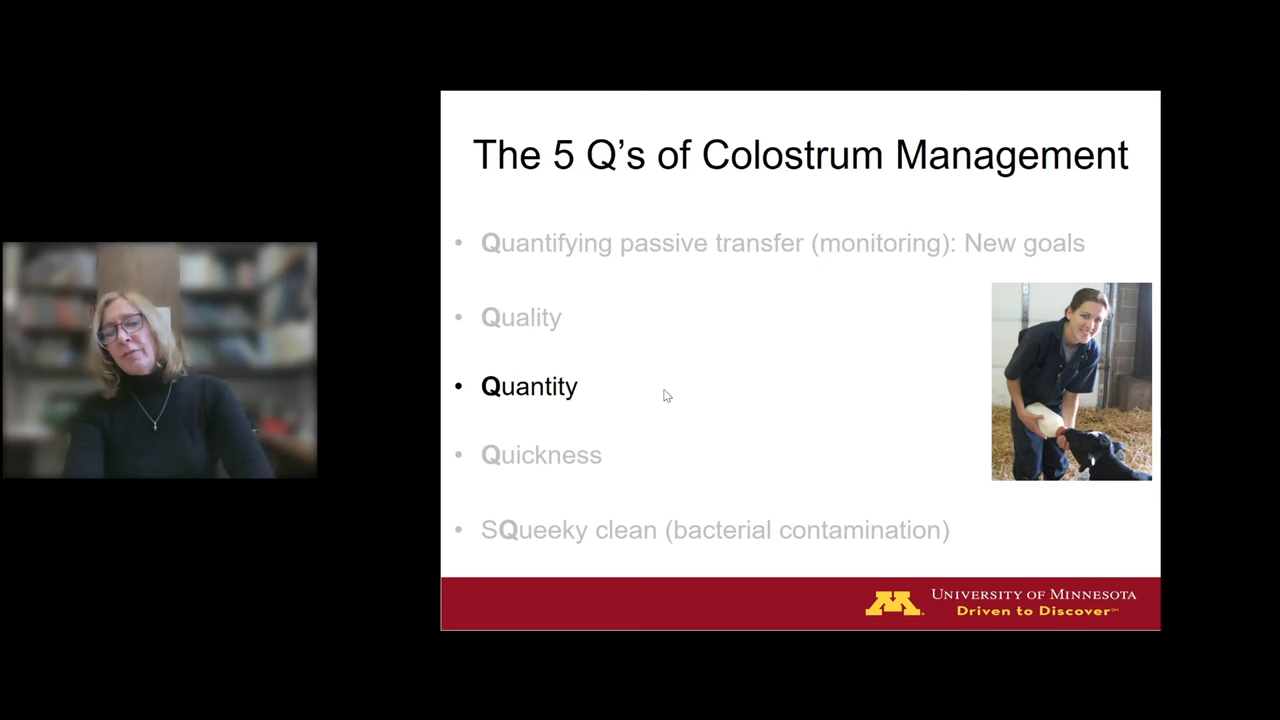 The 5 Q’s of Colostrum Management
• Quantifying passive transfer (monitoring): New goals
• Quality
• Quantity
• Quickness
• SQueeky clean (bacterial contamination)
UNIVERSITY OF MINNESOTA
Driven to Discover℠